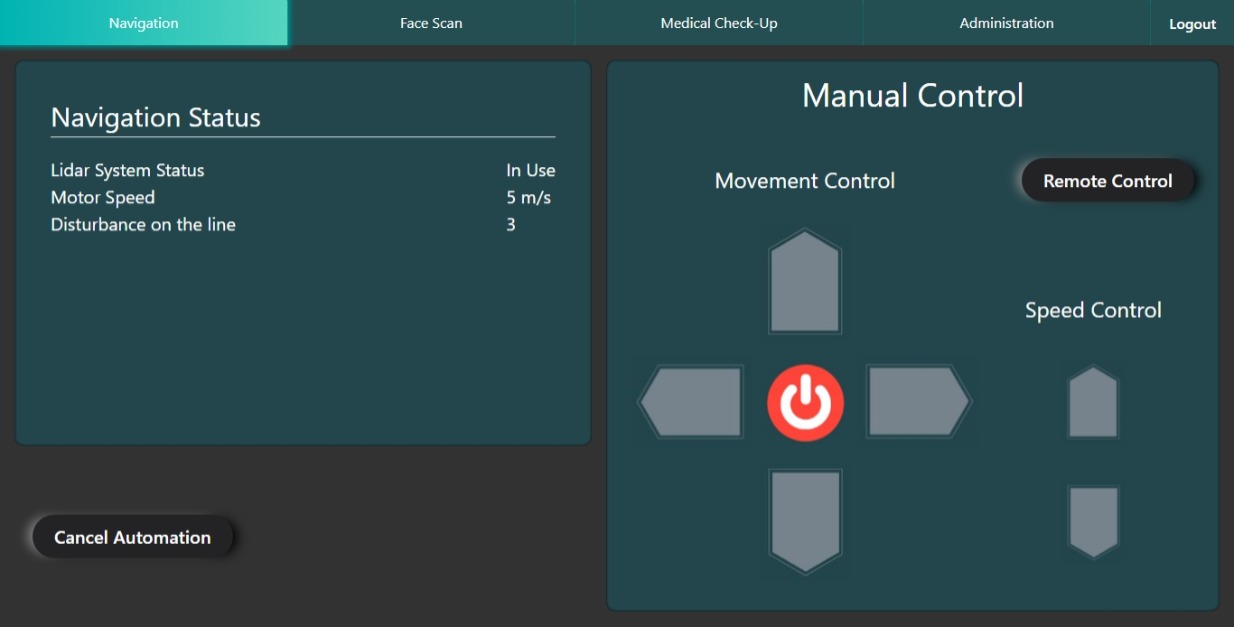 Navigation
Face Scan
Medical Check-Up
Administration
Logout
Navigation Status
Lidar System Status In Use
Motor Speed 5 m/s
Disturbance on the line 3
Cancel Automation
Manual Control
Movement Control
Remote Control
Speed Control